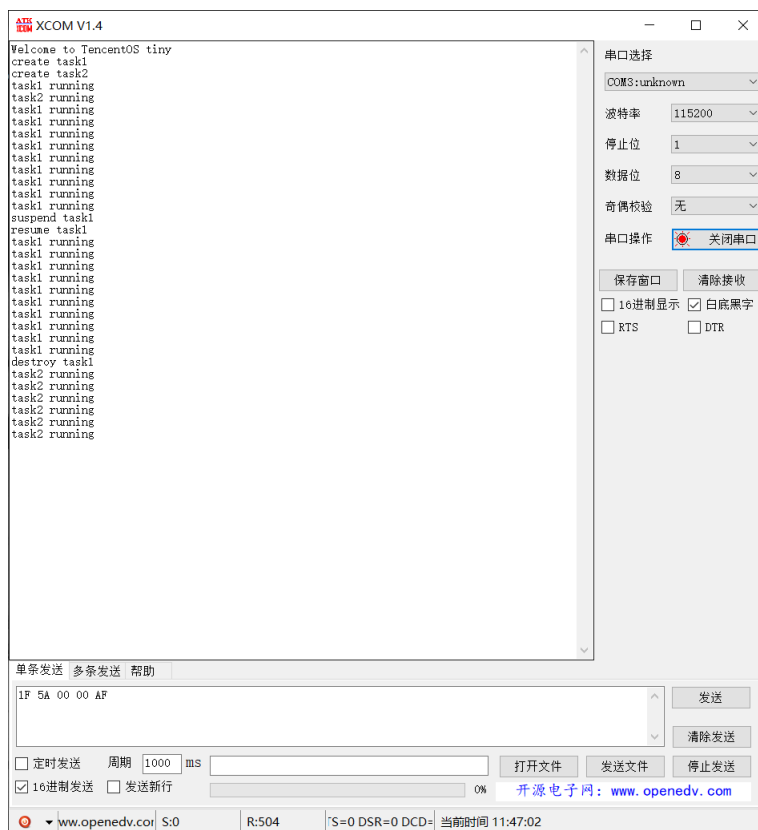 XCOM V1.4
Welcome to TencentOS tiny
create task1
create task2
task1 running
task2 running
task1 running
task1 running
task1 running
task1 running
task1 running
task1 running
task1 running
task1 running
suspend task1
resume task1
task1 running
task1 running
task1 running
task1 running
task1 running
task1 running
task1 running
task1 running
task1 running
task1 running
destroy task1
task2 running
task2 running
task2 running
task2 running
task2 running
task2 running
串口选择
COM3:unknown
波特率 115200
停止位 1
数据位 8
奇偶校验 无
串口操作 关闭串口
保存窗口 清除接收
16进制显示 白底黑字
RTS DTR
单条发送 多条发送 帮助
1F 5A 00 00 AF
发送
清除发送
定时发送 周期 1000 ms 打开文件 发送文件 停止发送
16进制发送 发送新行 0% 开源电子网：www.openedv.com
ww.openedv.cor S:0 R:504 TS=0 DSR=0 DCD= 当前时间 11:47:02